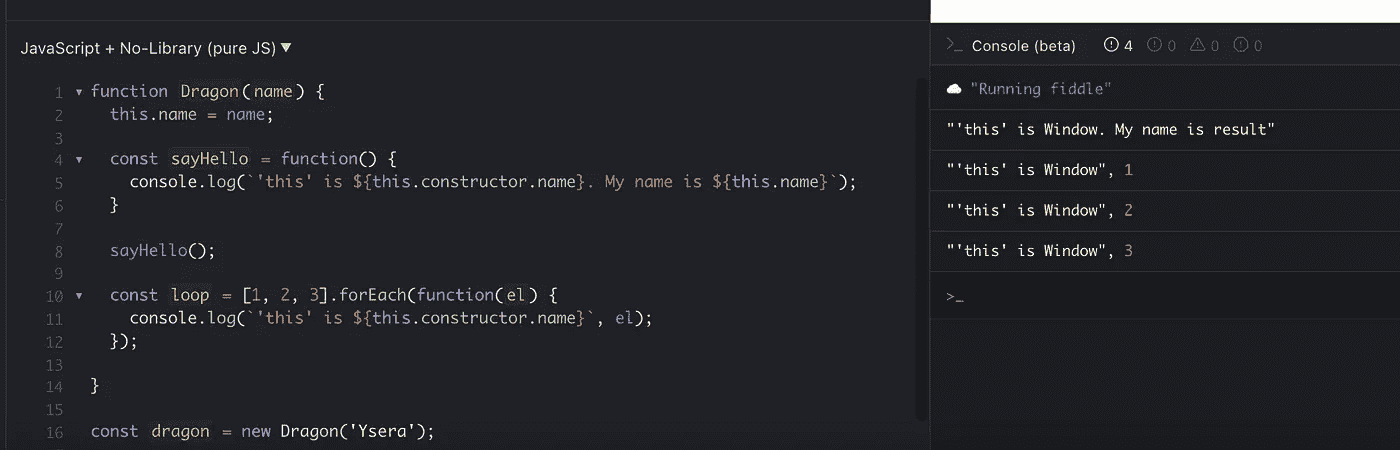 JavaScript + No-Library (pure JS) ▼
1 ▾ function Dragon(name) {
2 this.name = name;
3
4 ▾ const sayHello = function() {
5 console.log(`'this' is ${this.constructor.name}. My name is ${this.name}`);
6 }
7
8 sayHello();
9
10 ▾ const loop = [1, 2, 3].forEach(function(el) {
11 console.log(`'this' is ${this.constructor.name}`, el);
12 });
13
14 }
15
16 const dragon = new Dragon('Ysera');
>_ Console (beta) 4 0 0 0
"Running fiddle"
"'this' is Window. My name is result"
"'this' is Window", 1
"'this' is Window", 2
"'this' is Window", 3
>_